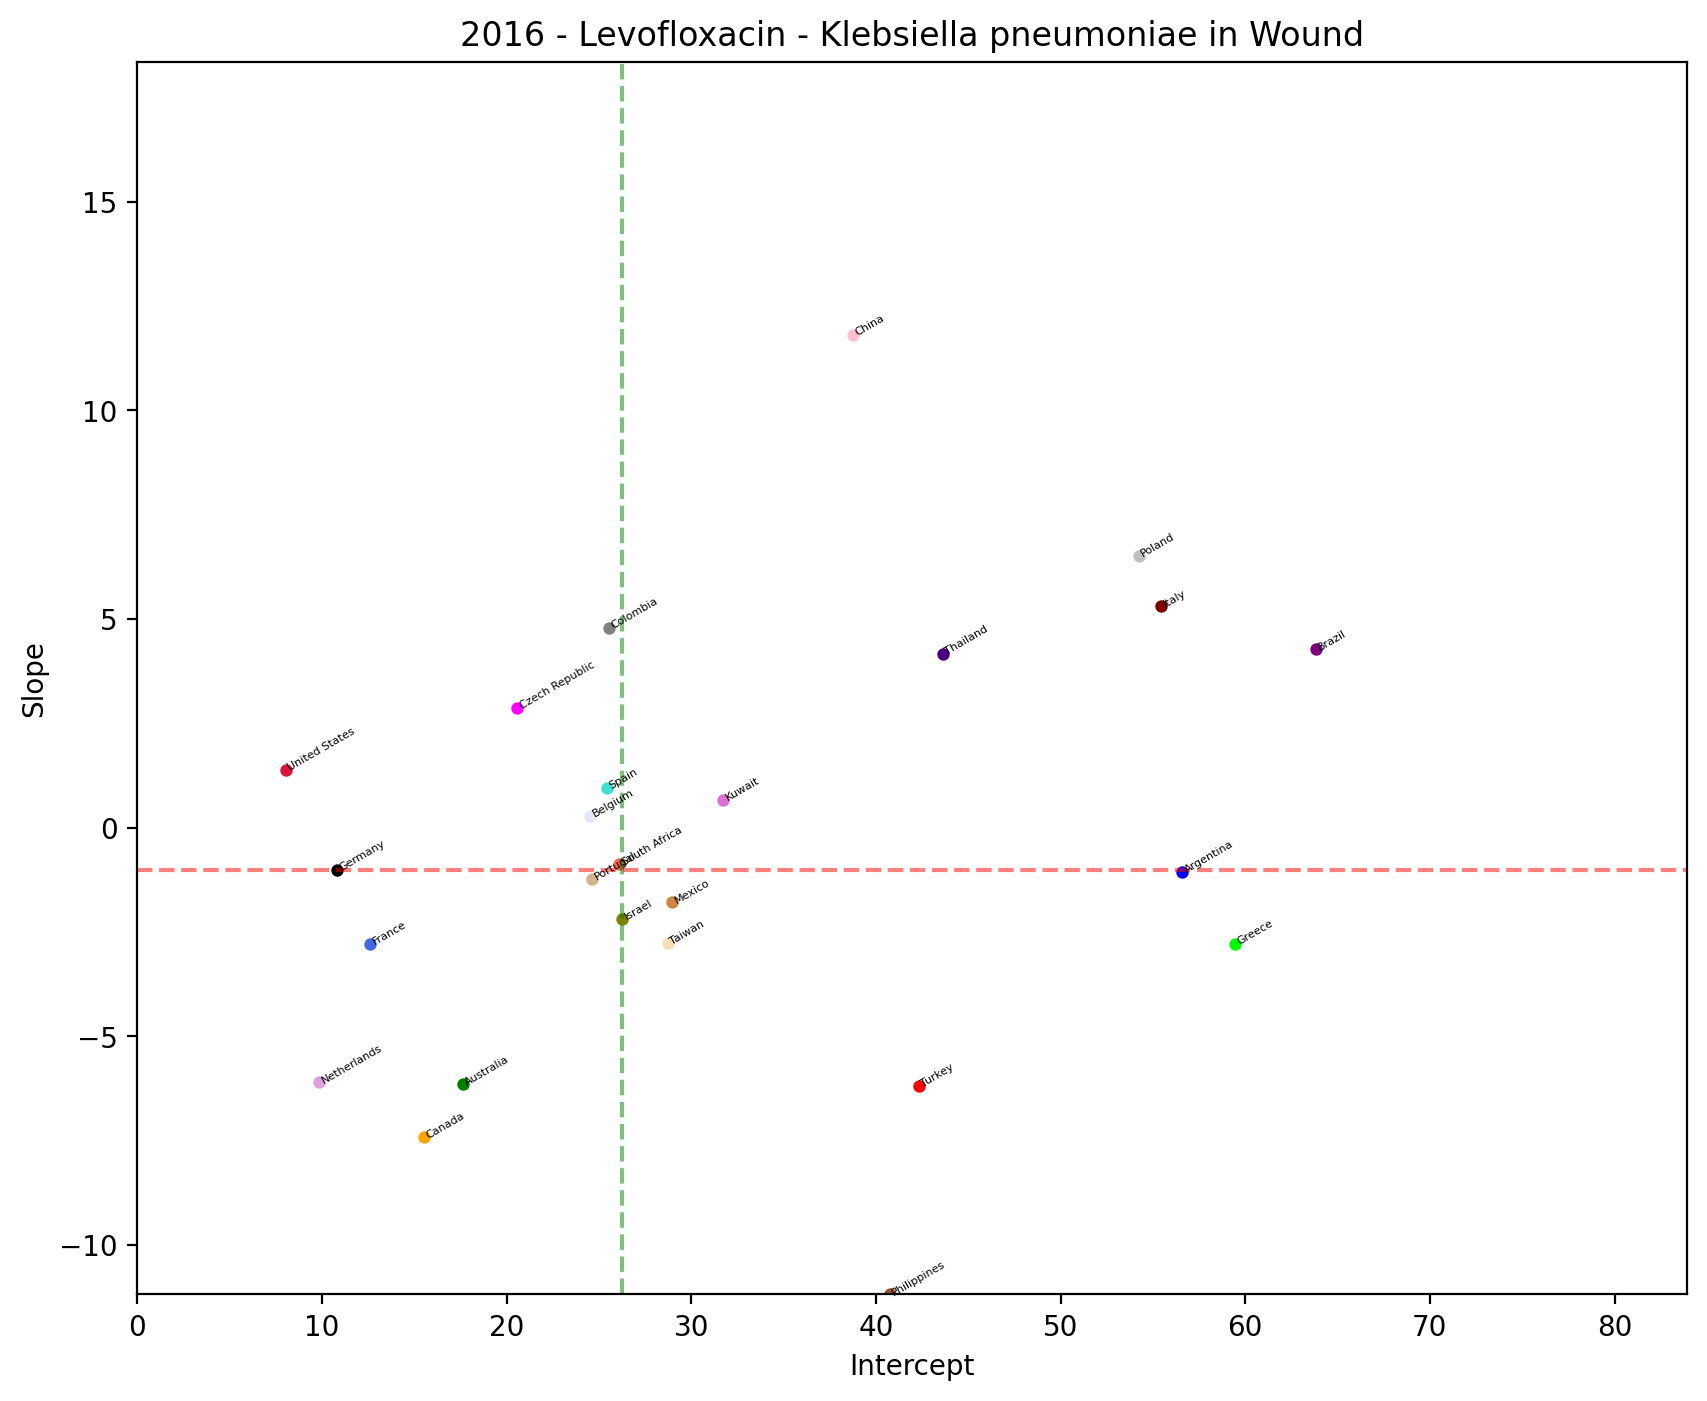 2016 - Levofloxacin - Klebsiella pneumoniae in Wound
15
10
5
0
−5
−10
Slope
China
Poland
Italy
Colombia
Thailand
Brazil
Czech Republic
United States
Spain
Kuwait
Belgium
South Africa
Germany
Portugal
Argentina
Mexico
Israel
France
Taiwan
Greece
Netherlands
Australia
Turkey
Canada
Philippines
0 10 20 30 40 50 60 70 80
Intercept